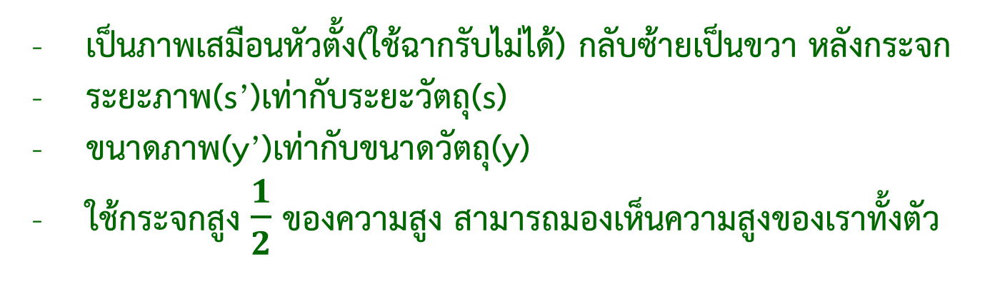 - เป็นภาพเสมือนหัวตั้ง(ใช้ฉากรับไม่ได้) กลับซ้ายเป็นขวา หลังกระจก
- ระยะภาพ(s’)เท่ากับระยะวัตถุ(s)
- ขนาดภาพ(y’)เท่ากับขนาดวัตถุ(y)
- ใช้กระจกสูง 1/2 ของความสูง สามารถมองเห็นความสูงของเราทั้งตัว